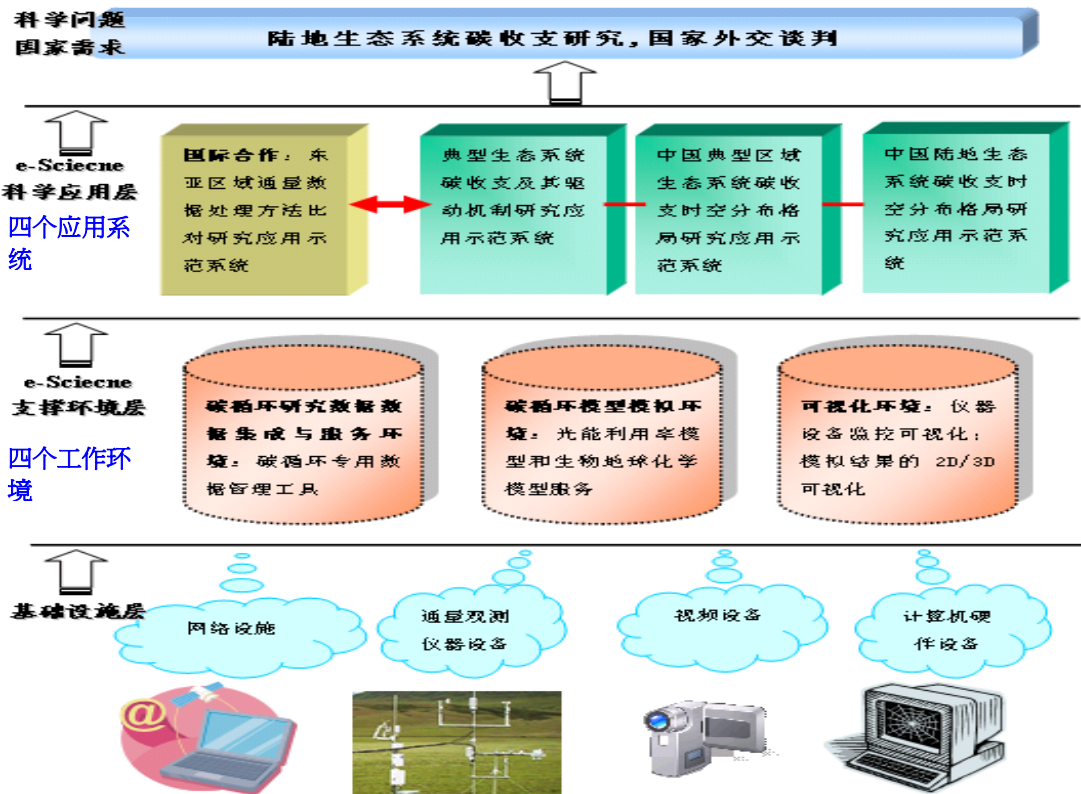 科学问题
国家需求
陆地生态系统碳收支研究,国家外交谈判
e-Sciecne
科学应用层
四个应用系
统
国际合作：东
亚区域通量数
据处理方法比
对研究应用示
范系统
典型生态系统
碳收支及其驱
动机制研究应
用示范系统
中国典型区域
生态系统碳收
支时空分布格
局研究应用示
范系统
中国陆地生态
系统碳收支时
空分布格局研
究应用示范系
统
e-Sciecne
支撑环境层
四个工作环
境
碳循环研究数据数
据集成与服务环
境：碳循环专用数
据管理工具
碳循环模型模拟环
境：光能利用率模
型和生物地球化学
模型服务
可视化环境：仪器
设备监控可视化；
模拟结果的 2D/3D
可视化
基础设施层
网络设施
通量观测
仪器设备
视频设备
计算机硬
件设备
@